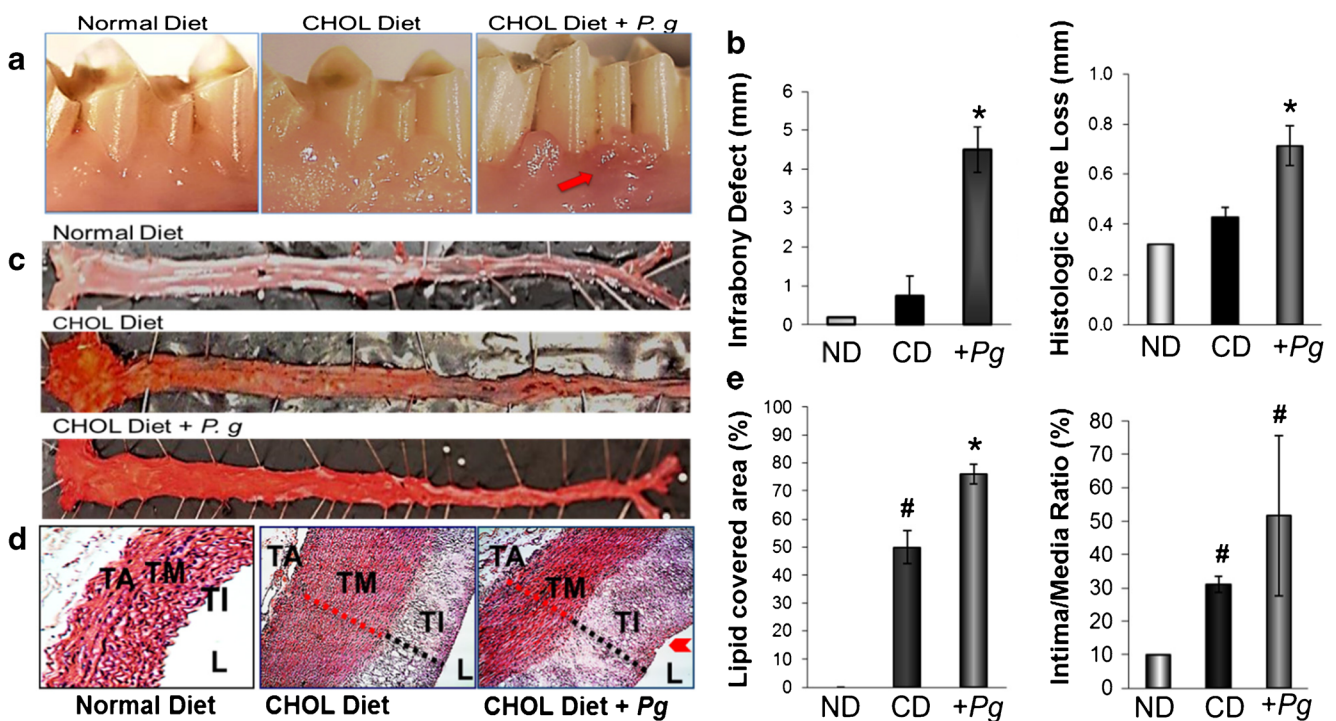 a
Normal Diet
CHOL Diet
CHOL Diet + P. g
b
Infrabony Defect (mm)
6
5
4
3
2
1
0
*
ND
CD
+Pg
Histologic Bone Loss (mm)
1.0
0.8
0.6
0.4
0.2
0.0
*
ND
CD
+Pg
c
Normal Diet
CHOL Diet
CHOL Diet + P. g
d
TA
TM
TI
L
Normal Diet
TA
TM
TI
L
CHOL Diet
TA
TM
TI
L
CHOL Diet + Pg
e
Lipid covered area (%)
100
90
80
70
60
50
40
30
20
10
0
#
*
ND
CD
+Pg
Intima/Media Ratio (%)
80
70
60
50
40
30
20
10
0
#
#
ND
CD
+Pg